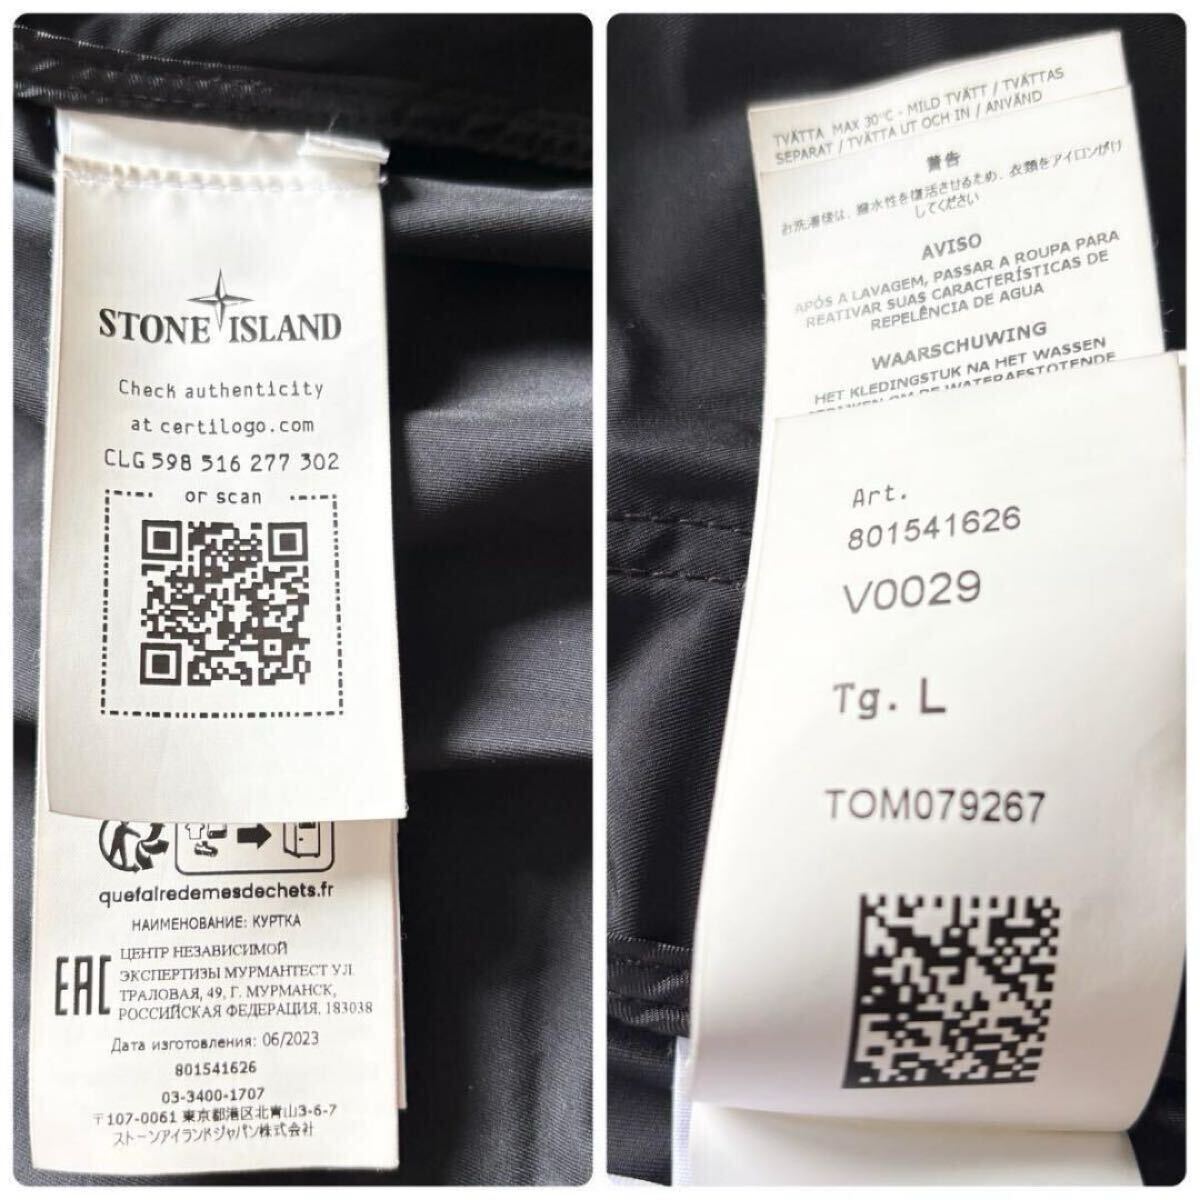 STONE ISLAND
Check authenticity
at certilogo.com
CLG 598 516 277 302
or scan
quefairedemesdechets.fr
НАИМЕНОВАНИЕ: КУРТКА
EAC
ЦЕНТР НЕЗАВИСИМОЙ
ЭКСПЕРТИЗЫ МУРМАНТЕСТ УЛ.
ТРАЛОВАЯ, 49, Г. МУРМАНСК,
РОССИЙСКАЯ ФЕДЕРАЦИЯ, 183038
Дата изготовления: 06/2023
801541626
03-3400-1707
〒107-0061 東京都港区北青山3-6-7
ストーンアイランドジャパン株式会社
TVÄTTA MAX 30°C - MILD TVÄTT / TVÄTTAS
SEPARAT / TVÄTTA UT OCH IN / ANVÄND
警告
お洗濯後は、撥水性を復活させるため、衣類をアイロンがけ
してください
AVISO
APÓS A LAVAGEM, PASSAR A ROUPA PARA
REATIVAR SUAS CARACTERÍSTICAS DE
REPELÊNCIA DE AGUA
WAARSCHUWING
HET KLEDINGSTUK NA HET WASSEN
STRIJKEN OM DE WATERAFSTOTENDE
Art.
801541626
V0029
Tg. L
TOM079267